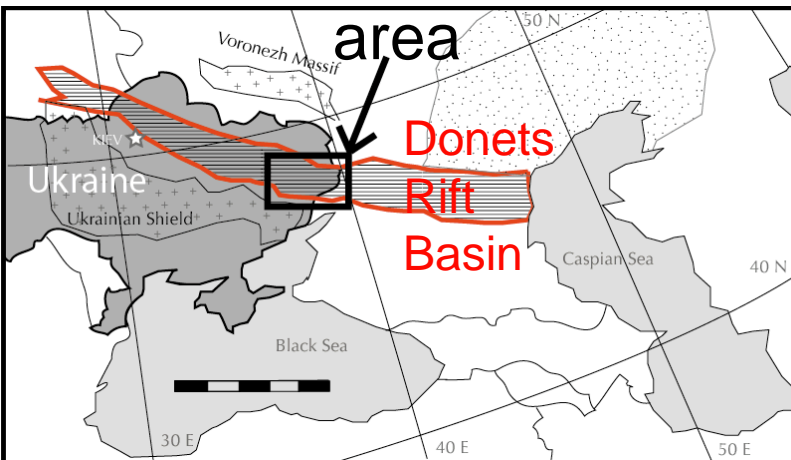 50 N
area
Voronezh Massif
Donets
Rift
Basin
KIEV
Ukraine
Ukrainian Shield
Caspian Sea
40 N
Black Sea
30 E
40 E
50 E